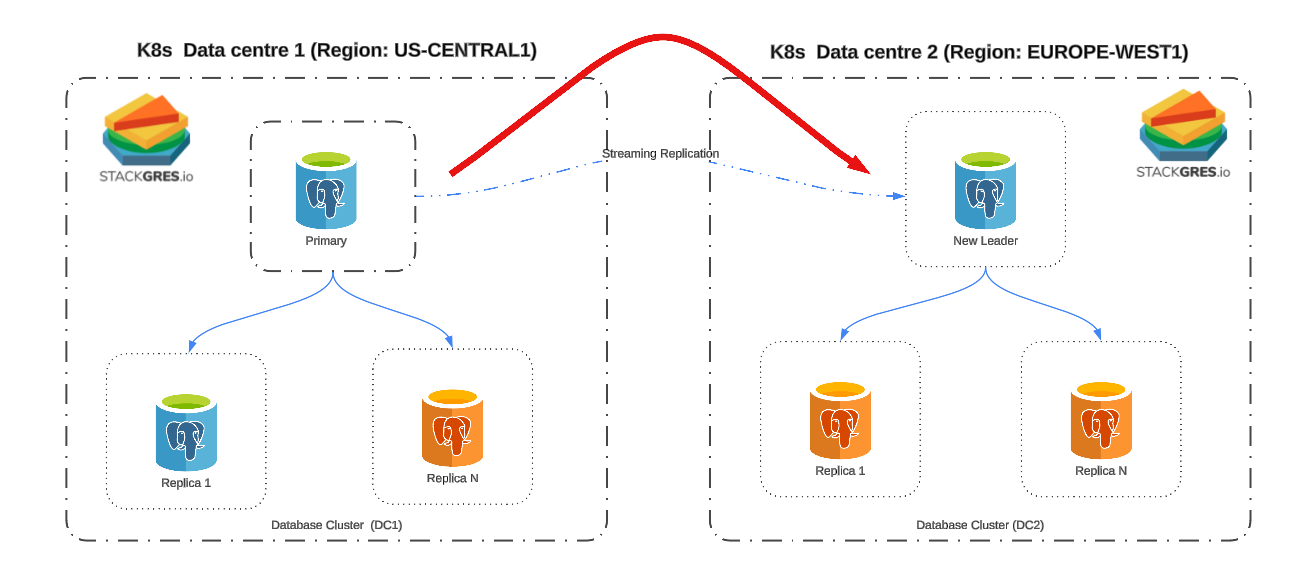 K8s Data centre 1 (Region: US-CENTRAL1)
K8s Data centre 2 (Region: EUROPE-WEST1)
STACKGRES.io
Primary
Streaming Replication
New Leader
STACKGRES.io
Replica 1
Replica N
Replica 1
Replica N
Database Cluster (DC1)
Database Cluster (DC2)